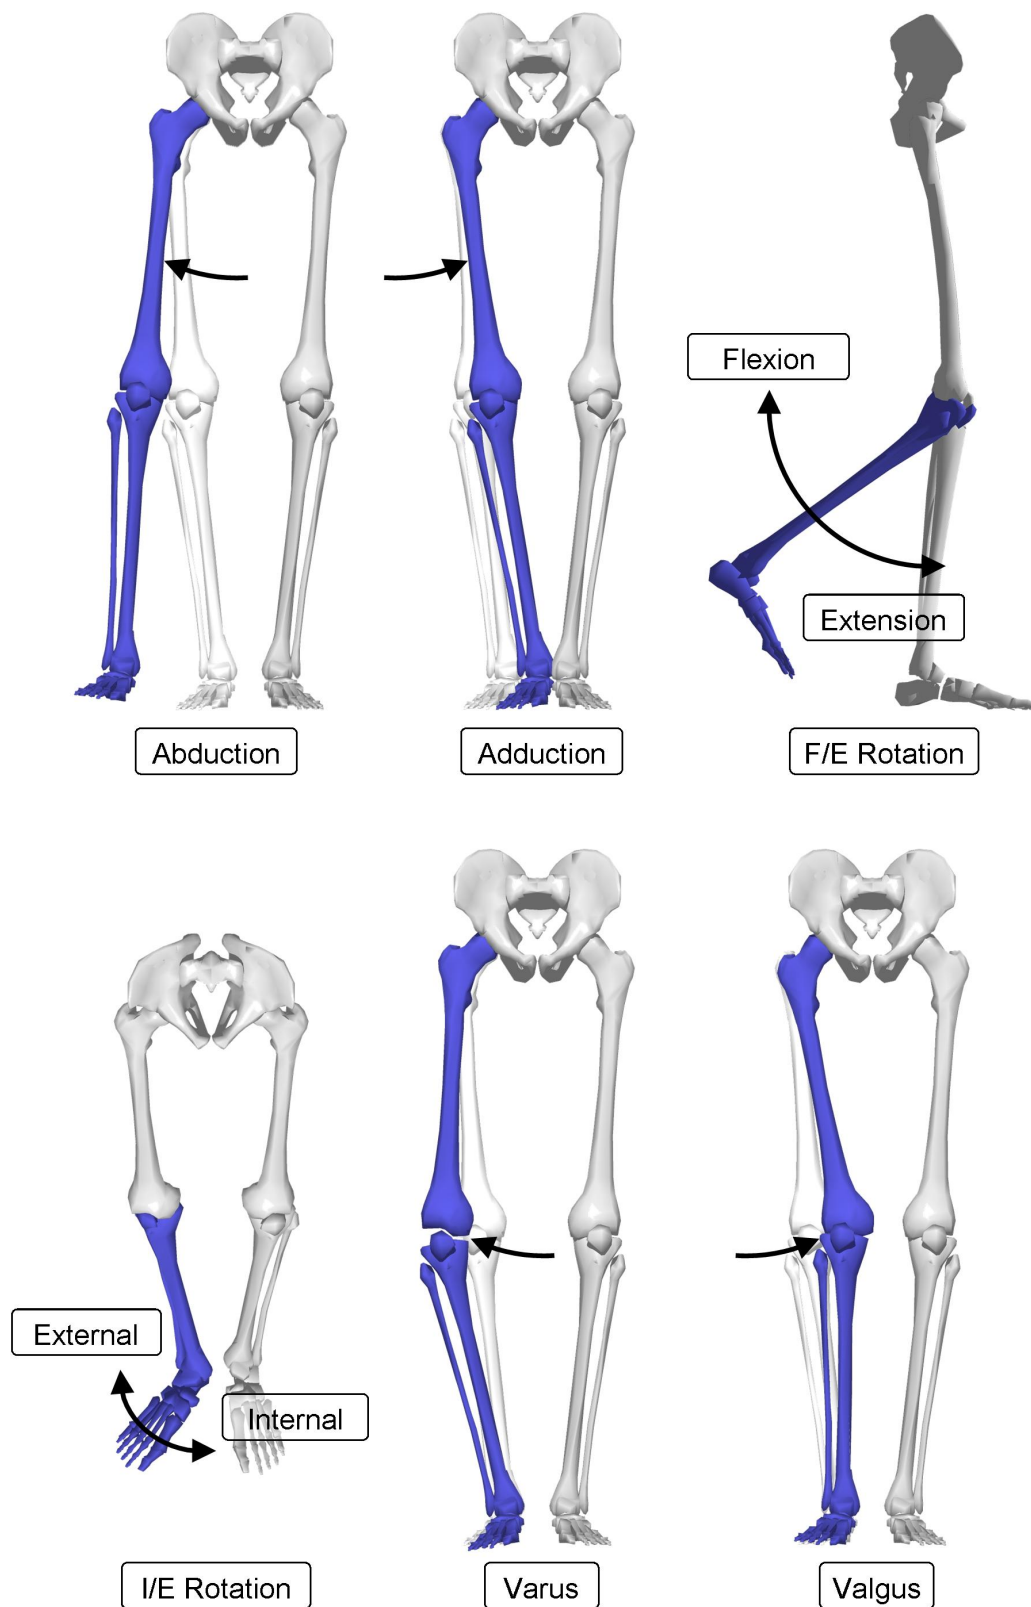 Flexion
Extension
Abduction
Adduction
F/E Rotation
External
Internal
I/E Rotation
Varus
Valgus